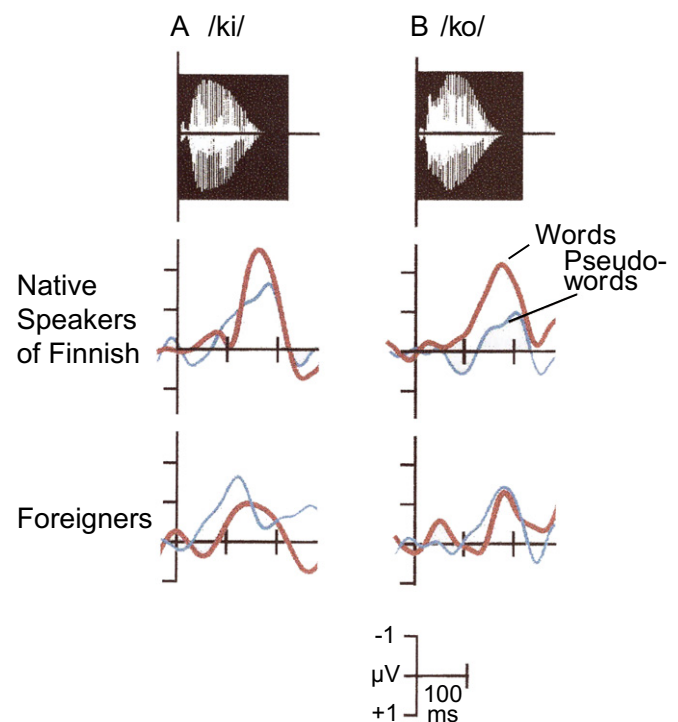 A /ki/
B /ko/
Words
Pseudo-
words
Native
Speakers
of Finnish
Foreigners
-1
µV
100
ms
+1